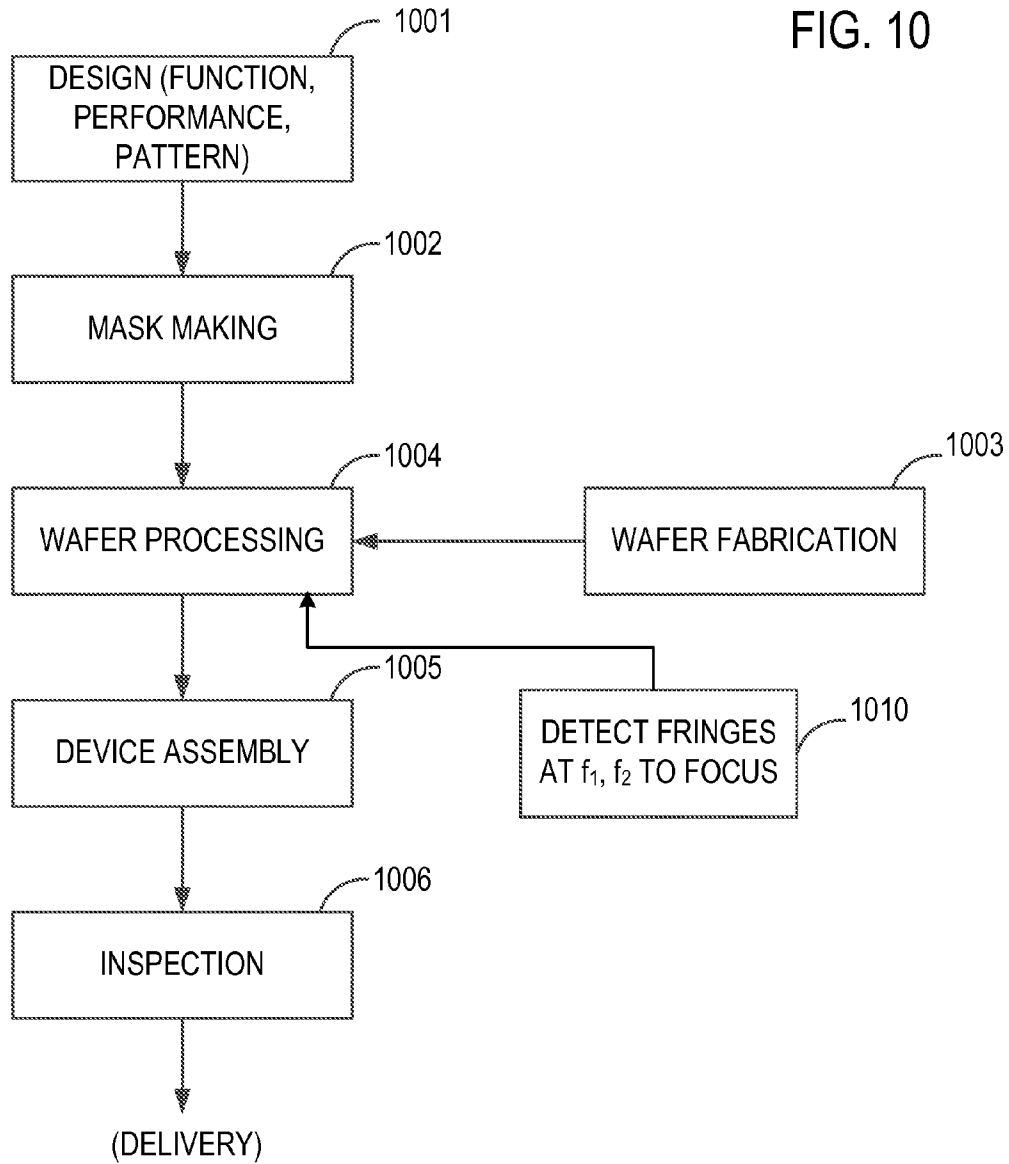 FIG. 10
1001
DESIGN (FUNCTION,
PERFORMANCE,
PATTERN)
1002
MASK MAKING
1004
WAFER PROCESSING
1003
WAFER FABRICATION
1005
DEVICE ASSEMBLY
1010
DETECT FRINGES
AT f₁, f₂ TO FOCUS
1006
INSPECTION
(DELIVERY)